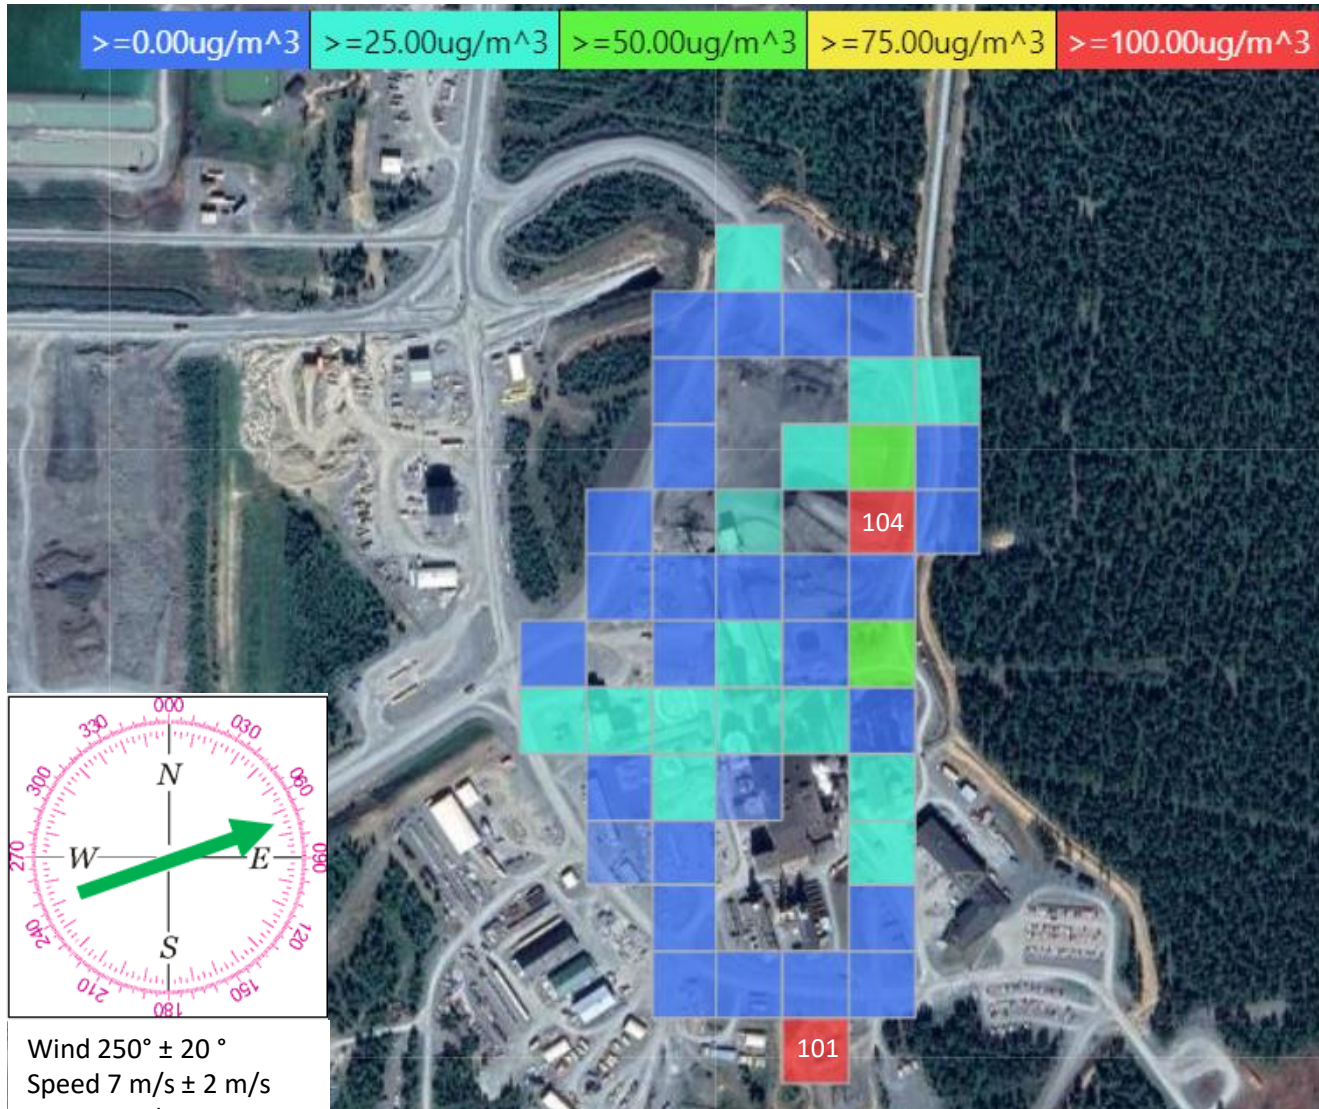 >=0.00ug/m^3 >=25.00ug/m^3 >=50.00ug/m^3 >=75.00ug/m^3 >=100.00ug/m^3
104
000
330 030
N
300 060
270 W E 090
240 120
S
210 150
180
101
Wind 250° ± 20 °
Speed 7 m/s ± 2 m/s